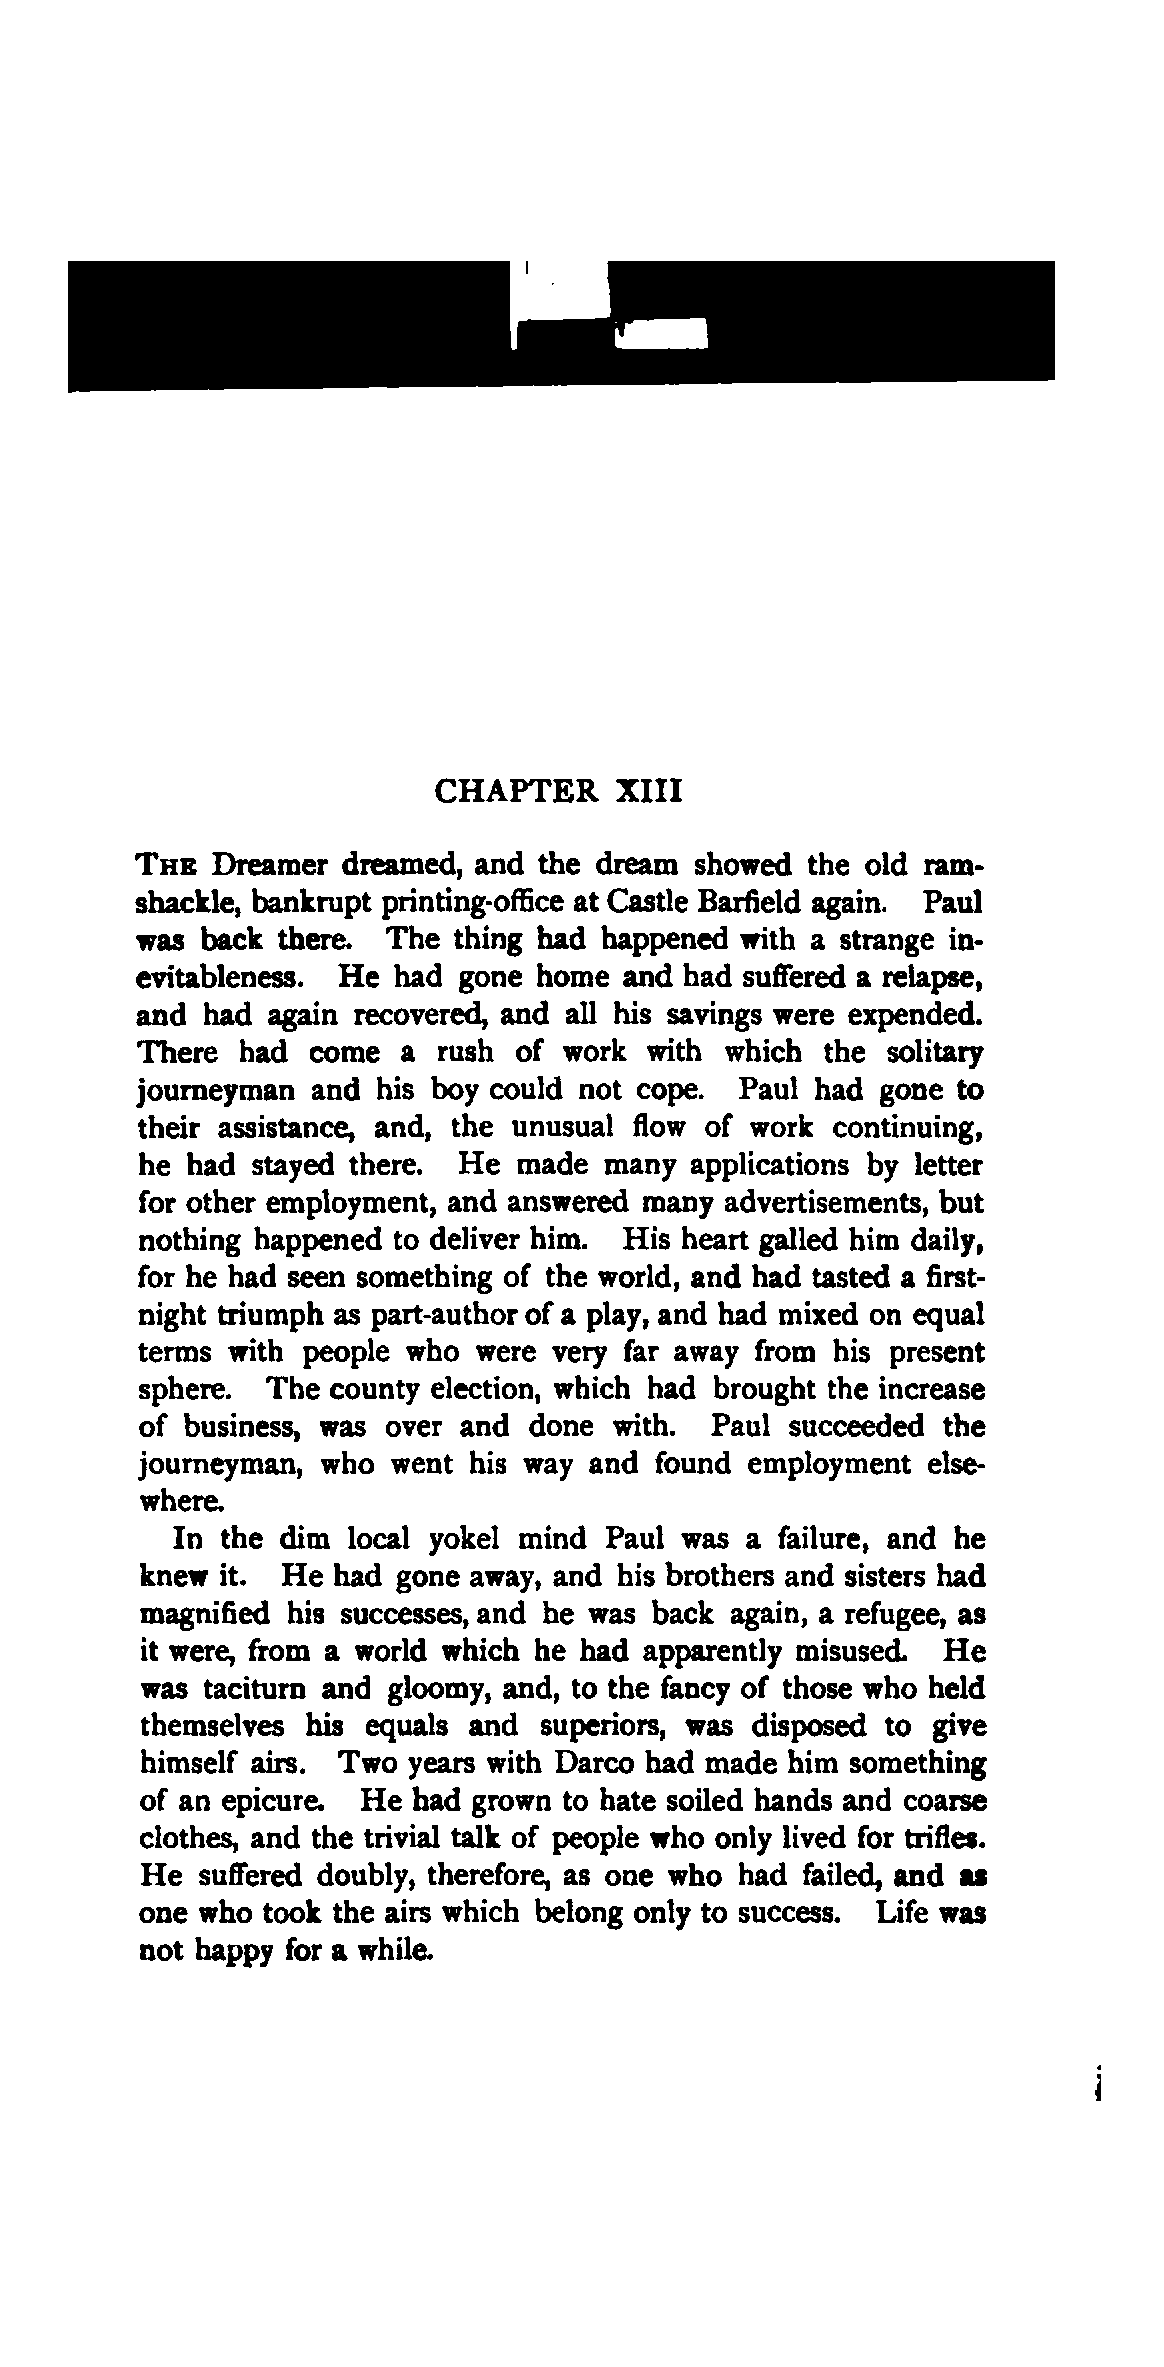 CHAPTER XIII
THE Dreamer dreamed, and the dream showed the old ram-
shackle, bankrupt printing-office at Castle Barfield again. Paul
was back there. The thing had happened with a strange in-
evitableness. He had gone home and had suffered a relapse,
and had again recovered, and all his savings were expended.
There had come a rush of work with which the solitary
journeyman and his boy could not cope. Paul had gone to
their assistance, and, the unusual flow of work continuing,
he had stayed there. He made many applications by letter
for other employment, and answered many advertisements, but
nothing happened to deliver him. His heart galled him daily,
for he had seen something of the world, and had tasted a first-
night triumph as part-author of a play, and had mixed on equal
terms with people who were very far away from his present
sphere. The county election, which had brought the increase
of business, was over and done with. Paul succeeded the
journeyman, who went his way and found employment else-
where.
In the dim local yokel mind Paul was a failure, and he
knew it. He had gone away, and his brothers and sisters had
magnified his successes, and he was back again, a refugee, as
it were, from a world which he had apparently misused. He
was taciturn and gloomy, and, to the fancy of those who held
themselves his equals and superiors, was disposed to give
himself airs. Two years with Darco had made him something
of an epicure. He had grown to hate soiled hands and coarse
clothes, and the trivial talk of people who only lived for trifles.
He suffered doubly, therefore, as one who had failed, and as
one who took the airs which belong only to success. Life was
not happy for a while.